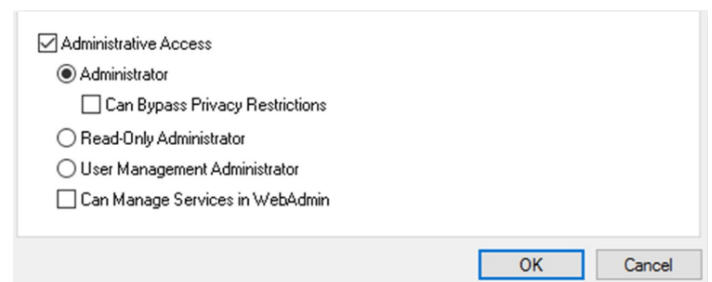 Administrative Access
Administrator
Can Bypass Privacy Restrictions
Read-Only Administrator
User Management Administrator
Can Manage Services in WebAdmin
OK Cancel